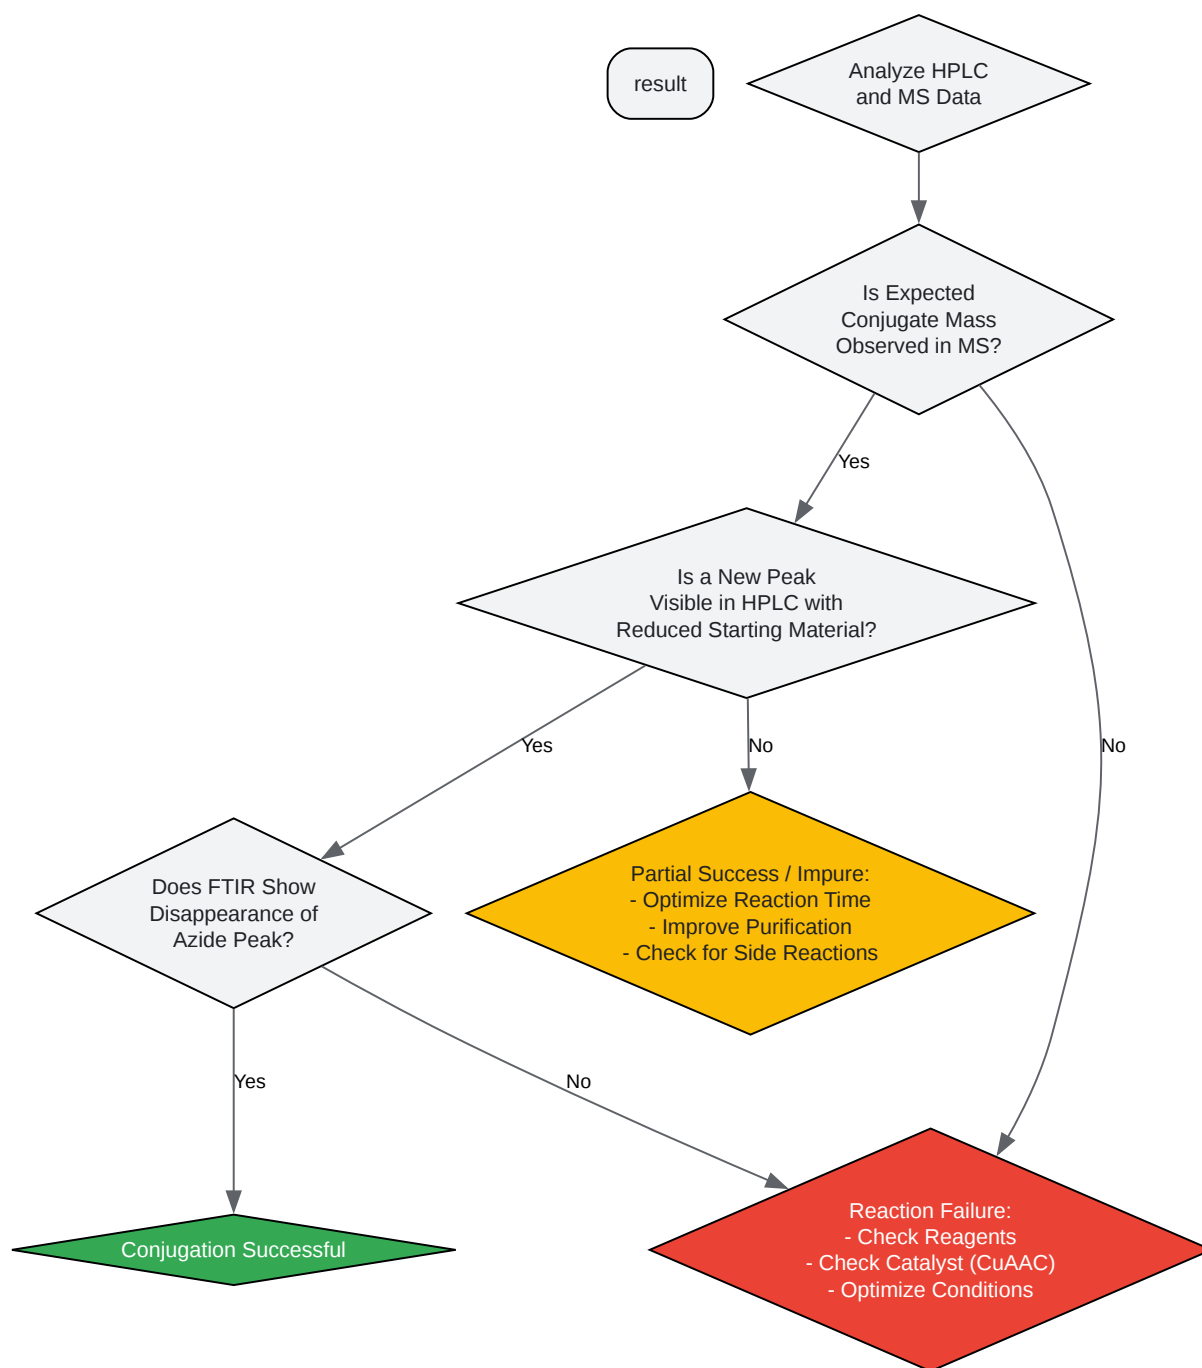 result
Analyze HPLC
and MS Data
Is Expected
Conjugate Mass
Observed in MS?
Yes
No
Is a New Peak
Visible in HPLC with
Reduced Starting Material?
Yes
No
Does FTIR Show
Disappearance of
Azide Peak?
Partial Success / Impure:
- Optimize Reaction Time
- Improve Purification
- Check for Side Reactions
Yes
No
Conjugation Successful
Reaction Failure:
- Check Reagents
- Check Catalyst (CuAAC)
- Optimize Conditions